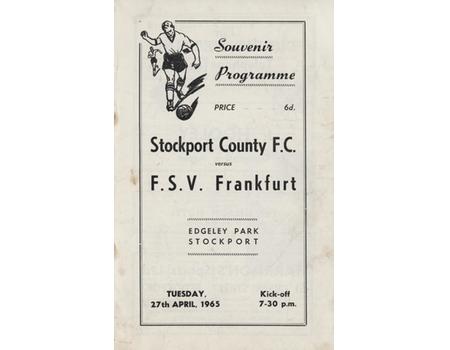 Souvenir
Programme
PRICE 6d.
Stockport County F.C.
versus
F.S.V. Frankfurt
EDGELEY PARK
STOCKPORT
TUESDAY, Kick-off
27th APRIL, 1965 7-30 p.m.